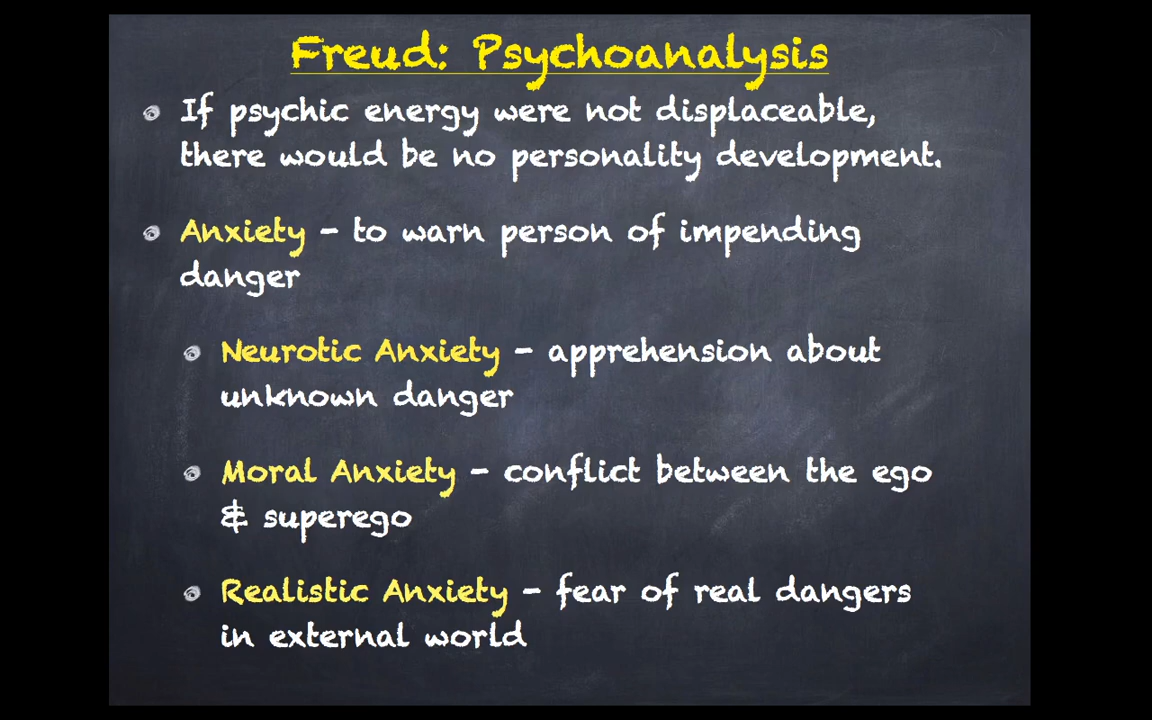 Freud: Psychoanalysis
If psychic energy were not displaceable,
there would be no personality development.
Anxiety - to warn person of impending
danger
Neurotic Anxiety - apprehension about
unknown danger
Moral Anxiety - conflict between the ego
& superego
Realistic Anxiety - fear of real dangers
in external world